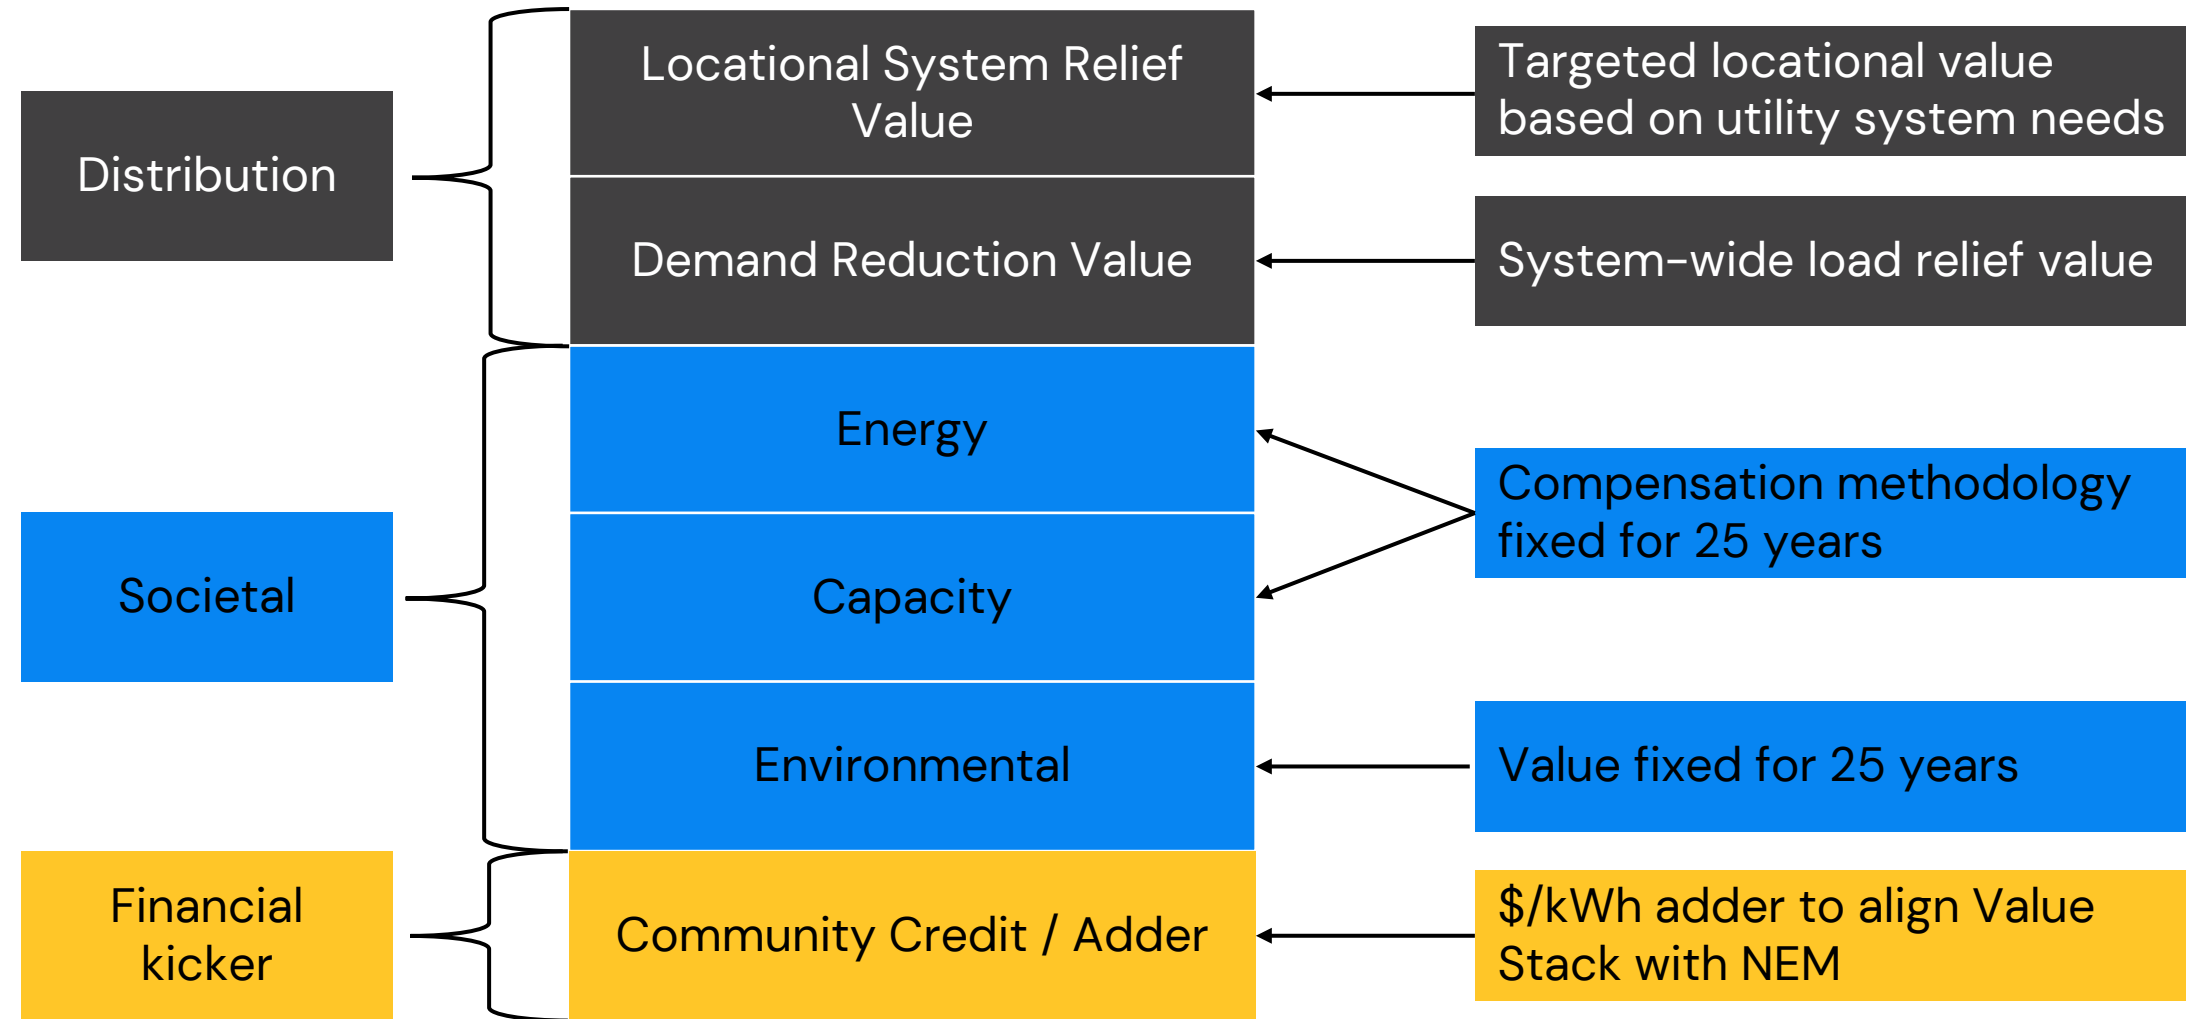 Distribution
Locational System Relief
Value
Targeted locational value
based on utility system needs
Demand Reduction Value
System-wide load relief value
Societal
Energy
Capacity
Compensation methodology
fixed for 25 years
Environmental
Value fixed for 25 years
Financial
kicker
Community Credit / Adder
$/kWh adder to align Value
Stack with NEM